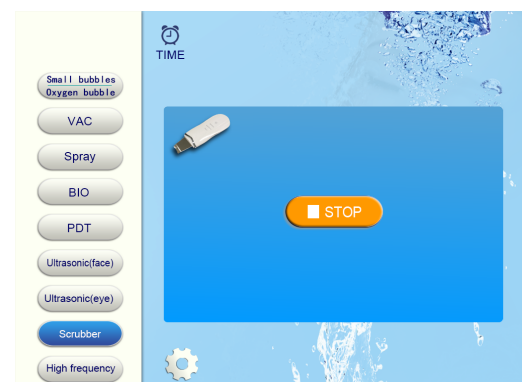 TIME
Small bubbles
Oxygen bubble
VAC
Spray
BIO
PDT
Ultrasonic(face)
Ultrasonic(eye)
Scrubber
High frequency
STOP